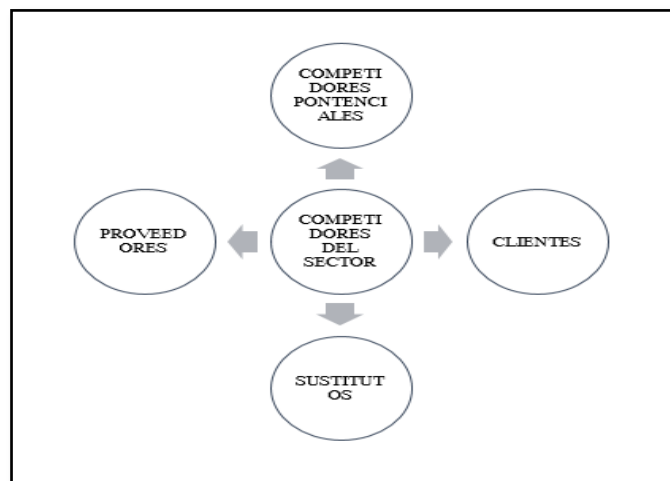 COMPETI
DORES
PONTENCI
ALES
PROVEED
ORES
COMPETI
DORES
DEL
SECTOR
CLIENTES
SUSTITUT
OS